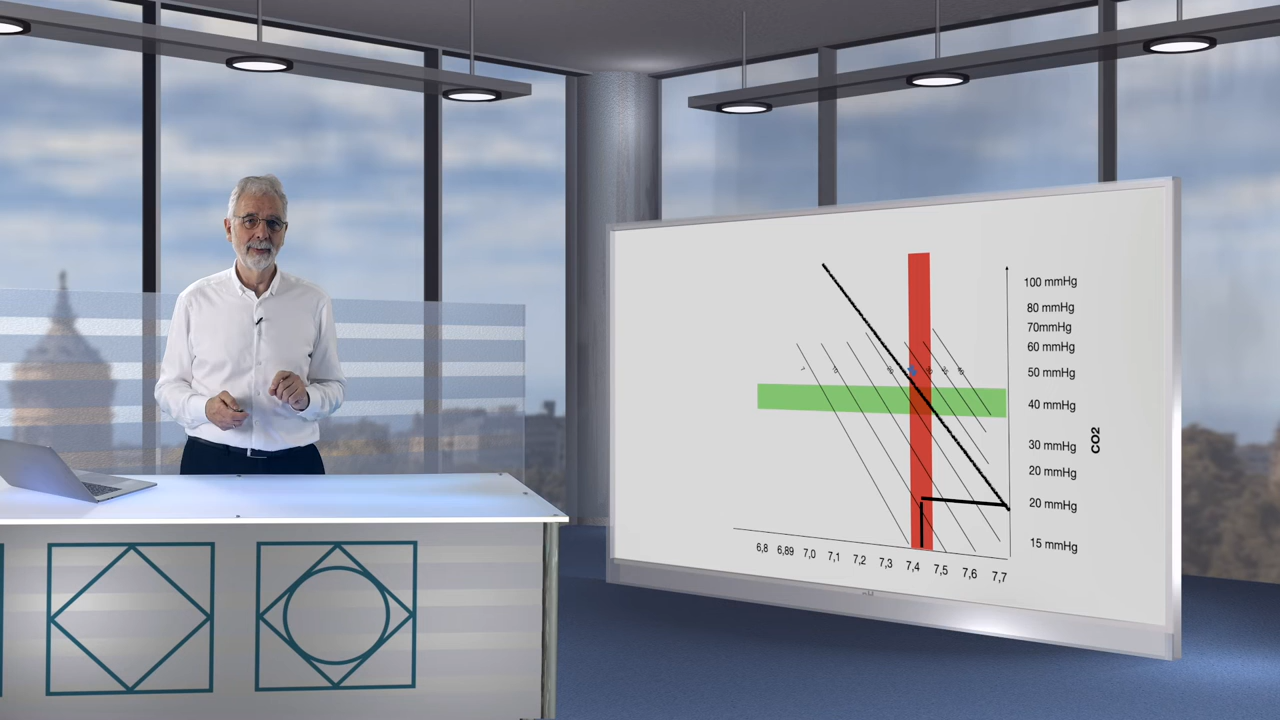 100 mmHg
80 mmHg
70mmHg
60 mmHg
50 mmHg
40 mmHg
30 mmHg
20 mmHg
20 mmHg
15 mmHg
CO2
6,8 6,89 7,0 7,1 7,2 7,3 7,4 7,5 7,6 7,7